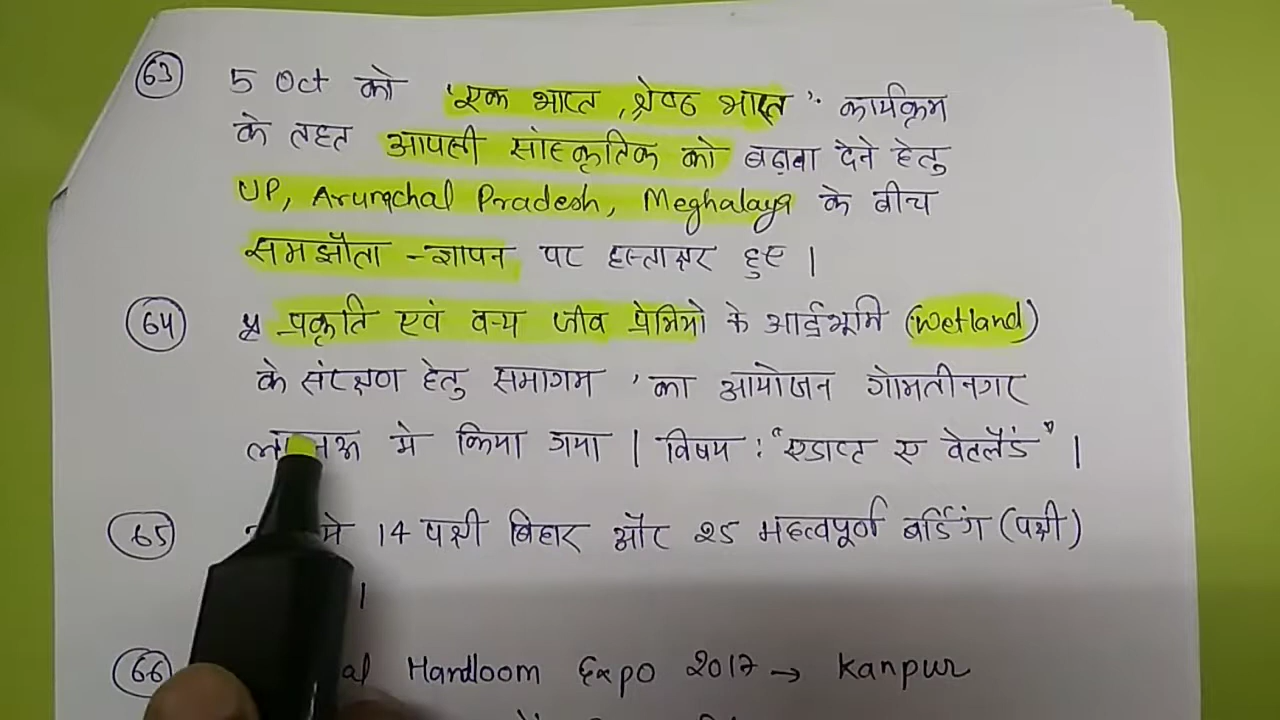 63 5 Oct को 'एक भारत, श्रेष्ठ भारत' कार्यक्रम
के तहत आपसी सांस्कृतिक को बढ़ावा देने हेतु
UP, Arunachal Pradesh, Meghalaya के बीच
समझौता - ज्ञापन पर हस्ताक्षर हुए |
64 प्रकृति एवं वन्य जीव प्रेमियो के आर्द्रभूमि (Wetland)
के संरक्षण हेतु समागम ' का आयोजन गोमतीनगर
मे किया गया | विषय : "एडाप्ट ए वेटलैंड" |
65 मे 14 पक्षी बिहार और 25 महत्वपूर्ण बर्डिंग (पक्षी)
|
66 Handloom Expo 2017 → Kanpur